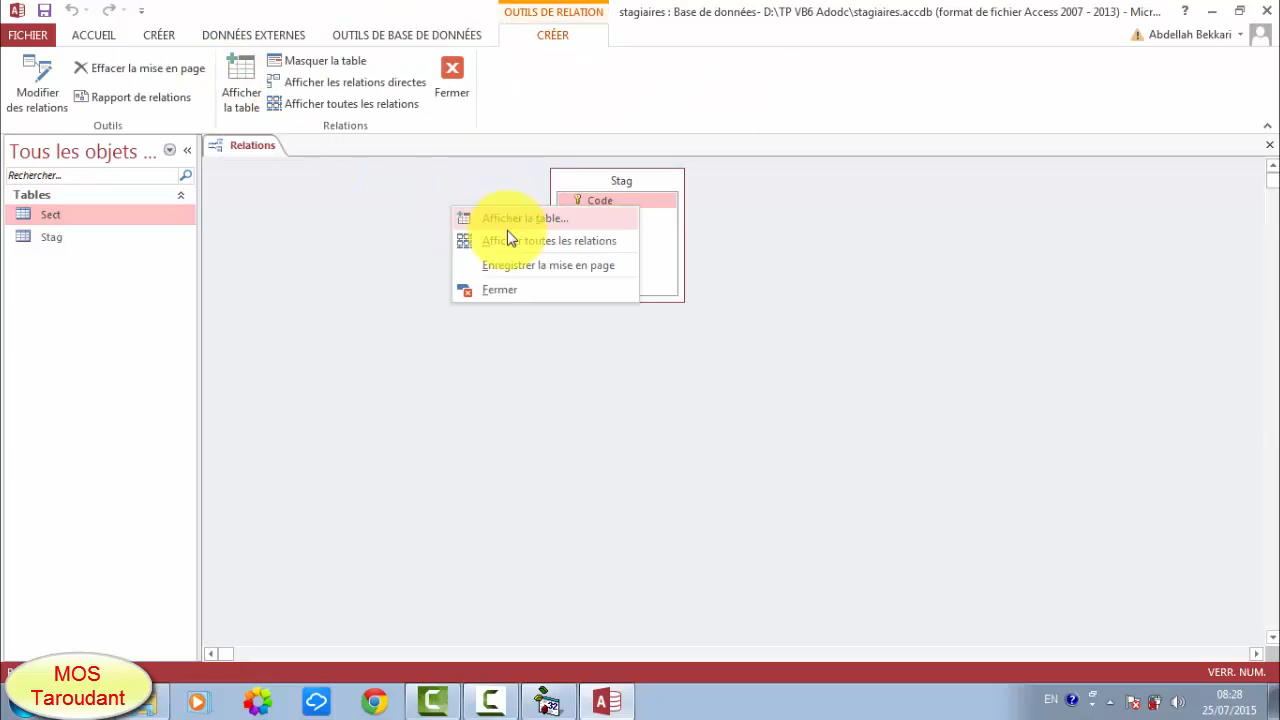 OUTILS DE RELATION
stagiaires : Base de données- D:\TP VB6 Adodc\stagiaires.accdb (format de fichier Access 2007 - 2013) - Micr...
FICHIER
ACCUEIL
CRÉER
DONNÉES EXTERNES
OUTILS DE BASE DE DONNÉES
CRÉER
Abdellah Bekkari
Modifier
des relations
Effacer la mise en page
Rapport de relations
Outils
Afficher
la table
Masquer la table
Afficher les relations directes
Afficher toutes les relations
Relations
Fermer
Tous les objets ...
Relations
Rechercher...
Tables
Sect
Stag
Stag
Code
Afficher la table...
Afficher toutes les relations
Enregistrer la mise en page
Fermer
VERR. NUM.
MOS
Taroudant
EN
08:28
25/07/2015